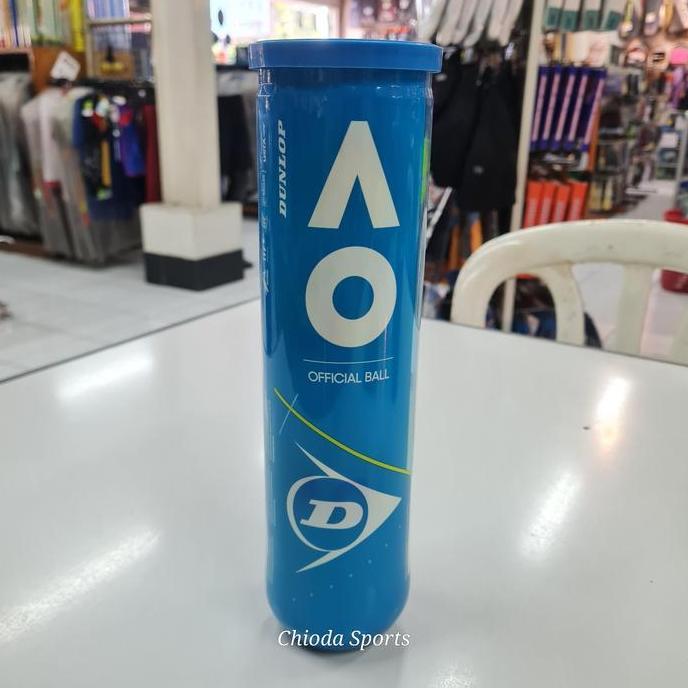 DUNLOP
AO
OFFICIAL BALL
D
Chioda Sports